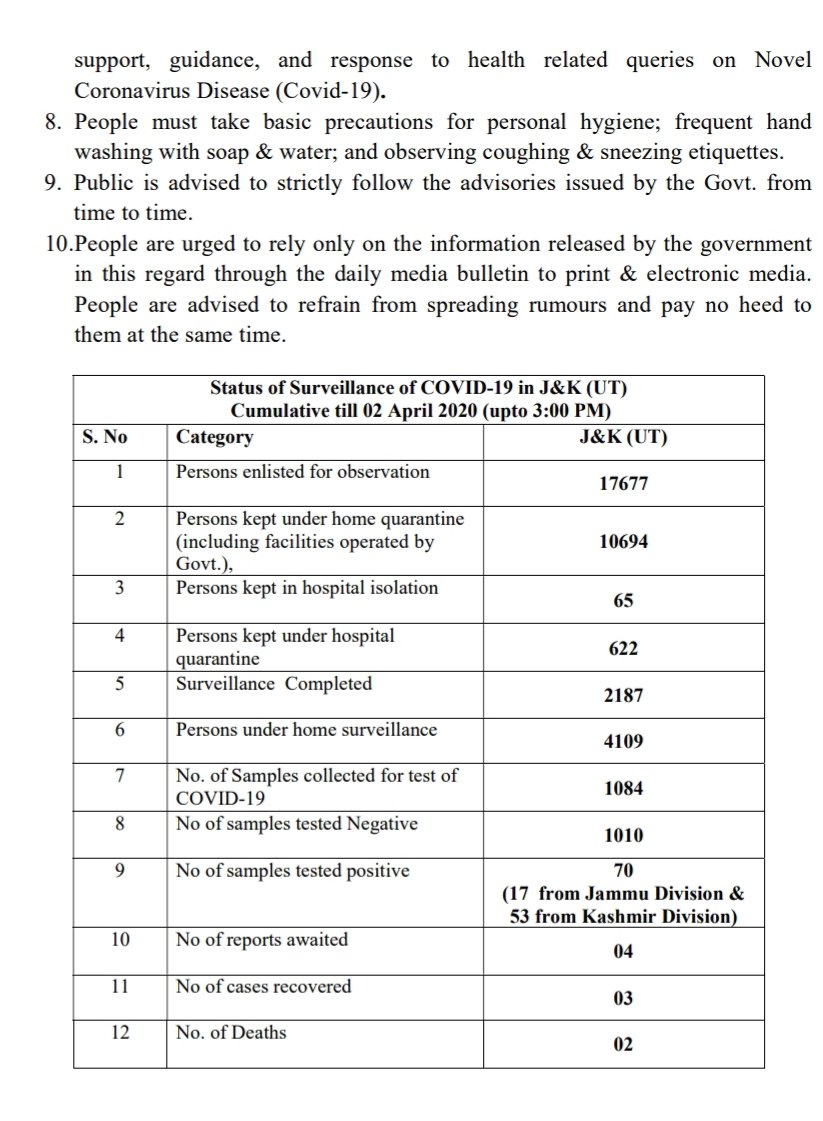 support, guidance, and response to health related queries on Novel
Coronavirus Disease (Covid-19).
8. People must take basic precautions for personal hygiene; frequent hand
washing with soap & water; and observing coughing & sneezing etiquettes.
9. Public is advised to strictly follow the advisories issued by the Govt. from
time to time.
10.People are urged to rely only on the information released by the government
in this regard through the daily media bulletin to print & electronic media.
People are advised to refrain from spreading rumours and pay no heed to
them at the same time.
Status of Surveillance of COVID-19 in J&K (UT)
Cumulative till 02 April 2020 (upto 3:00 PM)
S. No Category J&K (UT)
1 Persons enlisted for observation 17677
2 Persons kept under home quarantine
(including facilities operated by 10694
Govt.),
3 Persons kept in hospital isolation 65
4 Persons kept under hospital 622
quarantine
5 Surveillance Completed 2187
6 Persons under home surveillance 4109
7 No. of Samples collected for test of 1084
COVID-19
8 No of samples tested Negative 1010
9 No of samples tested positive 70
(17 from Jammu Division &
53 from Kashmir Division)
10 No of reports awaited 04
11 No of cases recovered 03
12 No. of Deaths 02